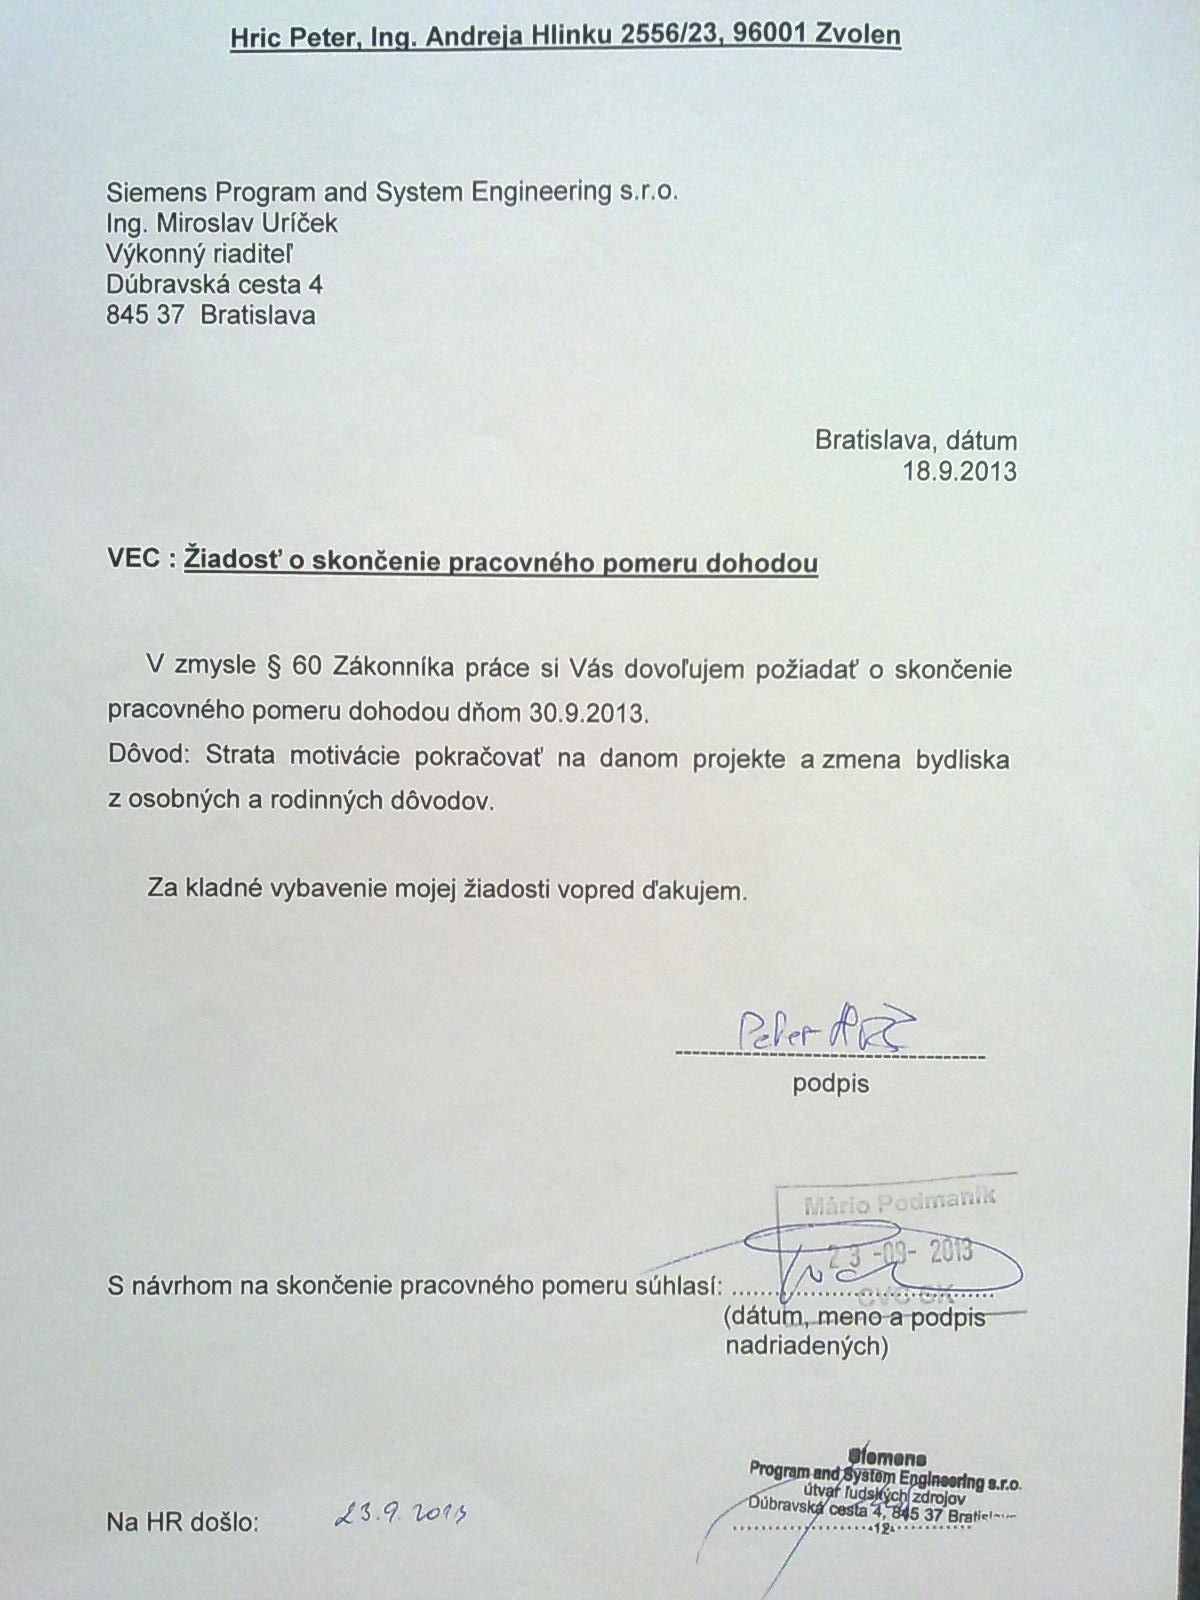 Hric Peter, Ing. Andreja Hlinku 2556/23, 96001 Zvolen
Siemens Program and System Engineering s.r.o.
Ing. Miroslav Uríček
Výkonný riaditeľ
Dúbravská cesta 4
845 37 Bratislava
Bratislava, dátum
18.9.2013
VEC : Žiadosť o skončenie pracovného pomeru dohodou
V zmysle § 60 Zákonníka práce si Vás dovoľujem požiadať o skončenie
pracovného pomeru dohodou dňom 30.9.2013.
Dôvod: Strata motivácie pokračovať na danom projekte a zmena bydliska
z osobných a rodinných dôvodov.
Za kladné vybavenie mojej žiadosti vopred ďakujem.
Peter
podpis
Mário Podmaník
23 -09- 2013
S návrhom na skončenie pracovného pomeru súhlasí:
(dátum, meno a podpis
nadriadených)
Siemens
Program and System Engineering s.r.o.
útvar ľudských zdrojov
Dúbravská cesta 4, 845 37
-12-
Na HR došlo: 23.9.2013